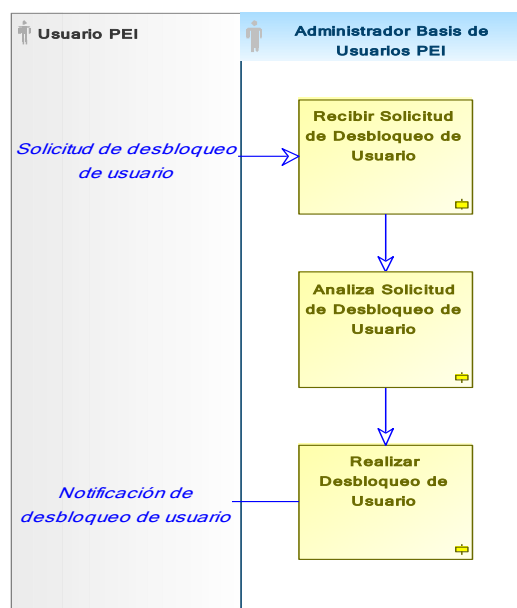 Usuario PEI
Administrador Basis de
Usuarios PEI
Recibir Solicitud
de Desbloqueo de
Usuario
Solicitud de desbloqueo
de usuario
Analiza Solicitud
de Desbloqueo de
Usuario
Realizar
Desbloqueo de
Usuario
Notificación de
desbloqueo de usuario